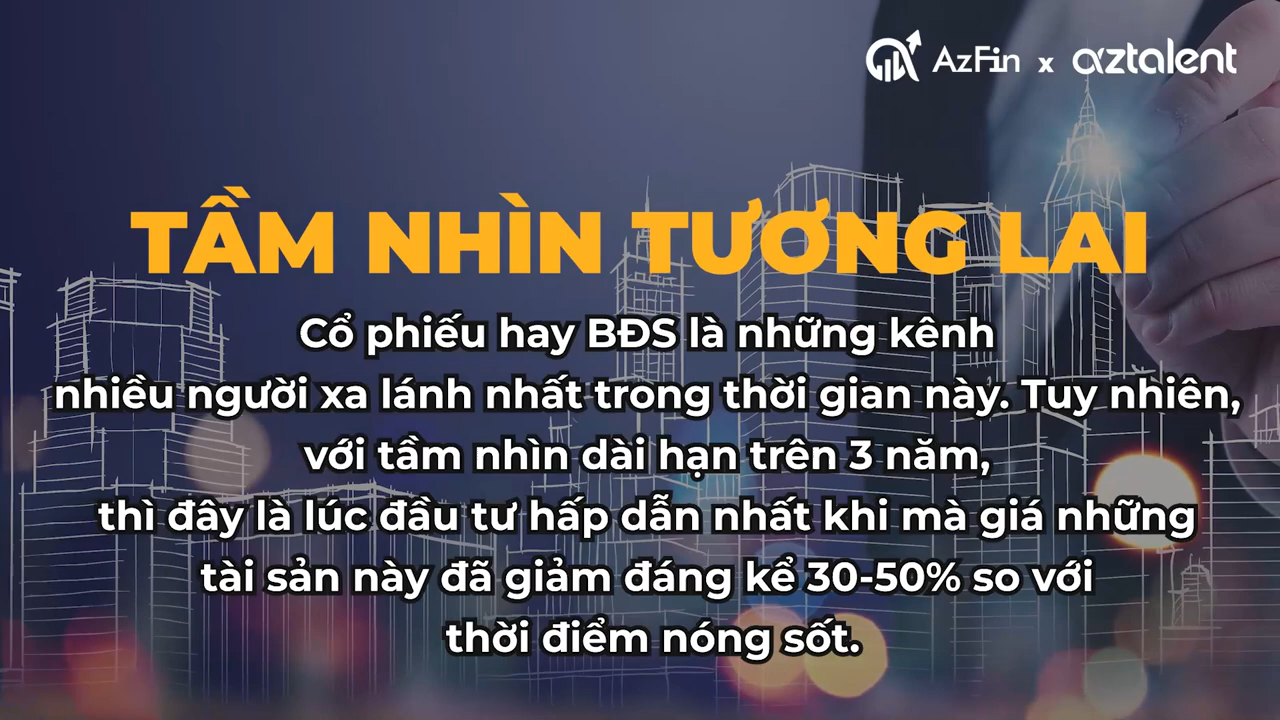 AzFin x aztalent
TẦM NHÌN TƯƠNG LAI
Cổ phiếu hay BĐS là những kênh
nhiều người xa lánh nhất trong thời gian này. Tuy nhiên,
với tầm nhìn dài hạn trên 3 năm,
thì đây là lúc đầu tư hấp dẫn nhất khi mà giá những
tài sản này đã giảm đáng kể 30-50% so với
thời điểm nóng sốt.